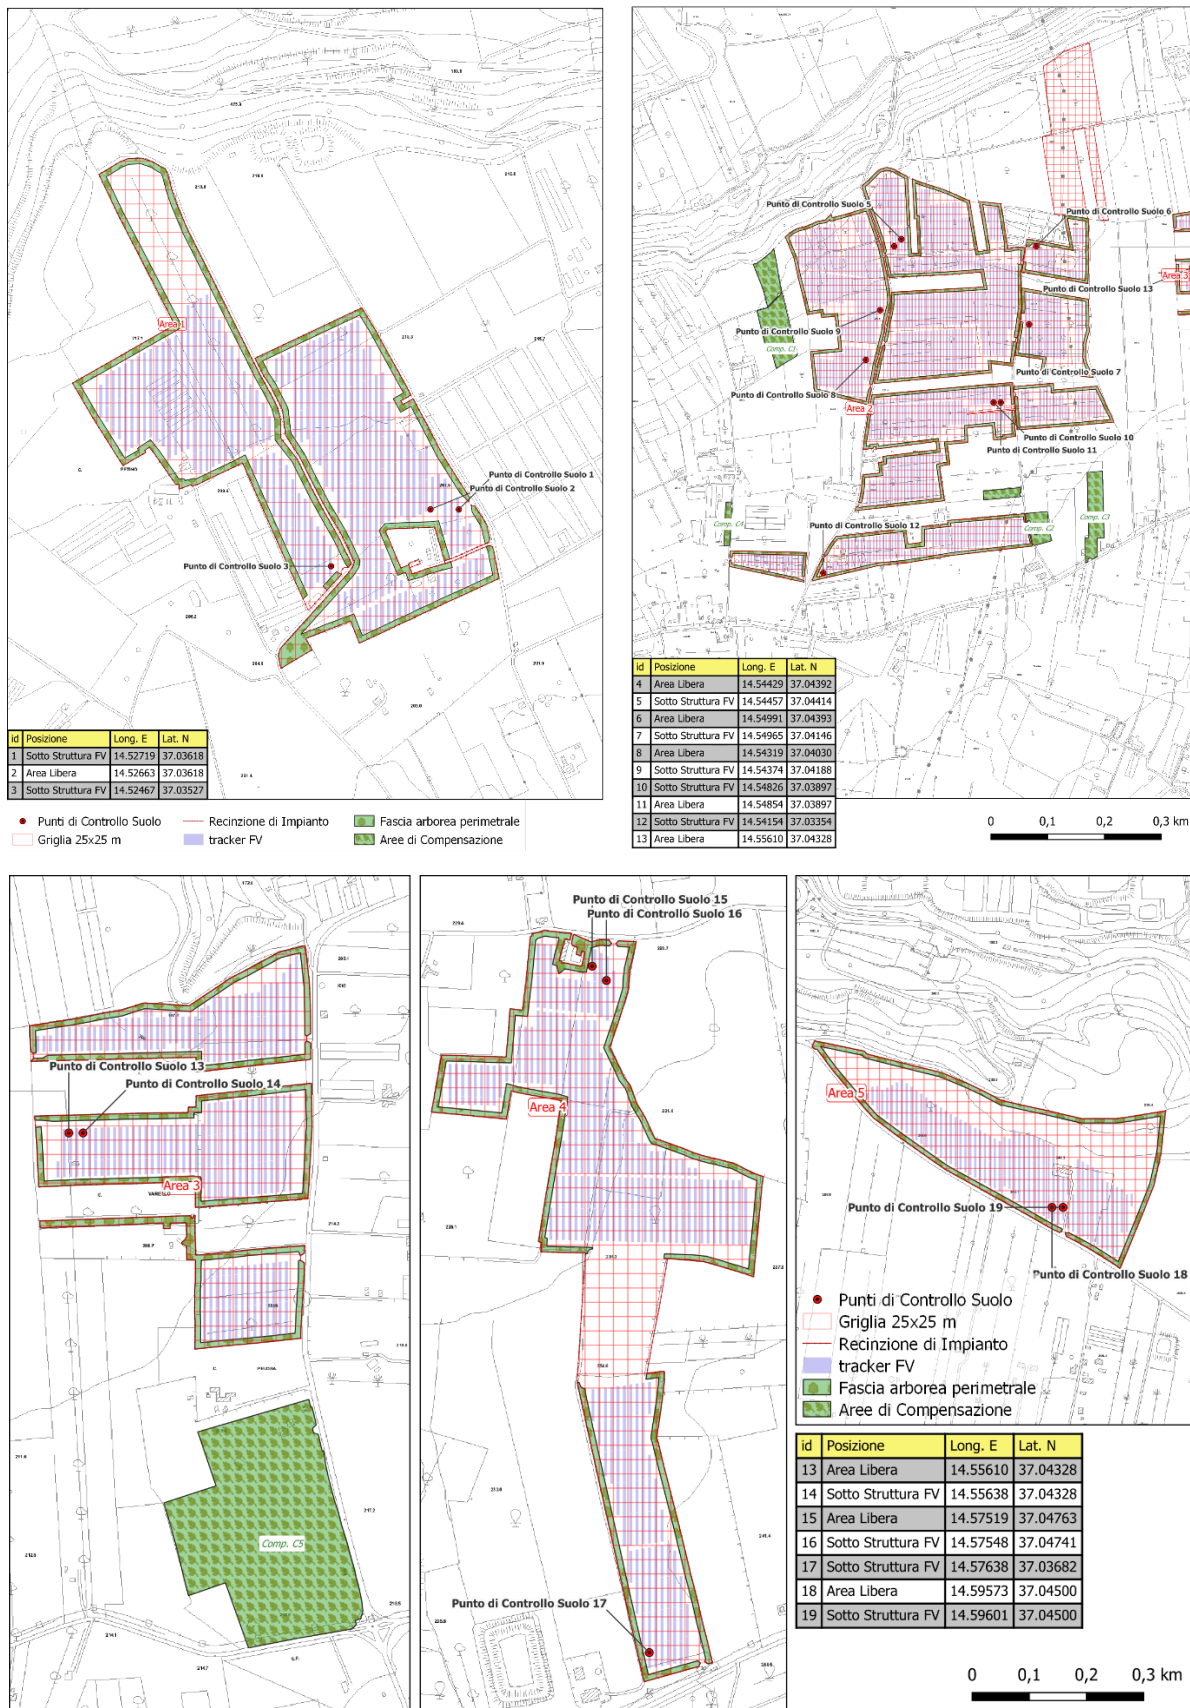 Area 1
Punto di Controllo Suolo 1
Punto di Controllo Suolo 2
Punto di Controllo Suolo 3
id Posizione Long. E Lat. N
1 Sotto Struttura FV 14.52719 37.03618
2 Area Libera 14.52663 37.03618
3 Sotto Struttura FV 14.52467 37.03527
Punto di Controllo Suolo 5
Punto di Controllo Suolo 6
Area 3
Punto di Controllo Suolo 13
Punto di Controllo Suolo 9
Comp. C1
Punto di Controllo Suolo 7
Punto di Controllo Suolo 8
Area 2
Punto di Controllo Suolo 10
Punto di Controllo Suolo 11
Comp. C4
Punto di Controllo Suolo 12
Comp. C2
Comp. C3
id Posizione Long. E Lat. N
4 Area Libera 14.54429 37.04392
5 Sotto Struttura FV 14.54457 37.04414
6 Area Libera 14.54991 37.04393
7 Sotto Struttura FV 14.54965 37.04146
8 Area Libera 14.54319 37.04030
9 Sotto Struttura FV 14.54374 37.04188
10 Sotto Struttura FV 14.54826 37.03897
11 Area Libera 14.54854 37.03897
12 Sotto Struttura FV 14.54154 37.03354
13 Area Libera 14.55610 37.04328
0 0,1 0,2 0,3 km
Punti di Controllo Suolo Recinzione di Impianto Fascia arborea perimetrale
Griglia 25x25 m tracker FV Aree di Compensazione
Punto di Controllo Suolo 13
Punto di Controllo Suolo 14
Area 3
Comp. C5
Punto di Controllo Suolo 15
Punto di Controllo Suolo 16
Area 4
Punto di Controllo Suolo 17
Area 5
Punto di Controllo Suolo 19
Punto di Controllo Suolo 18
Punti di Controllo Suolo
Griglia 25x25 m
Recinzione di Impianto
tracker FV
Fascia arborea perimetrale
Aree di Compensazione
id Posizione Long. E Lat. N
13 Area Libera 14.55610 37.04328
14 Sotto Struttura FV 14.55638 37.04328
15 Area Libera 14.57519 37.04763
16 Sotto Struttura FV 14.57548 37.04741
17 Sotto Struttura FV 14.57638 37.03682
18 Area Libera 14.59573 37.04500
19 Sotto Struttura FV 14.59601 37.04500
0 0,1 0,2 0,3 km